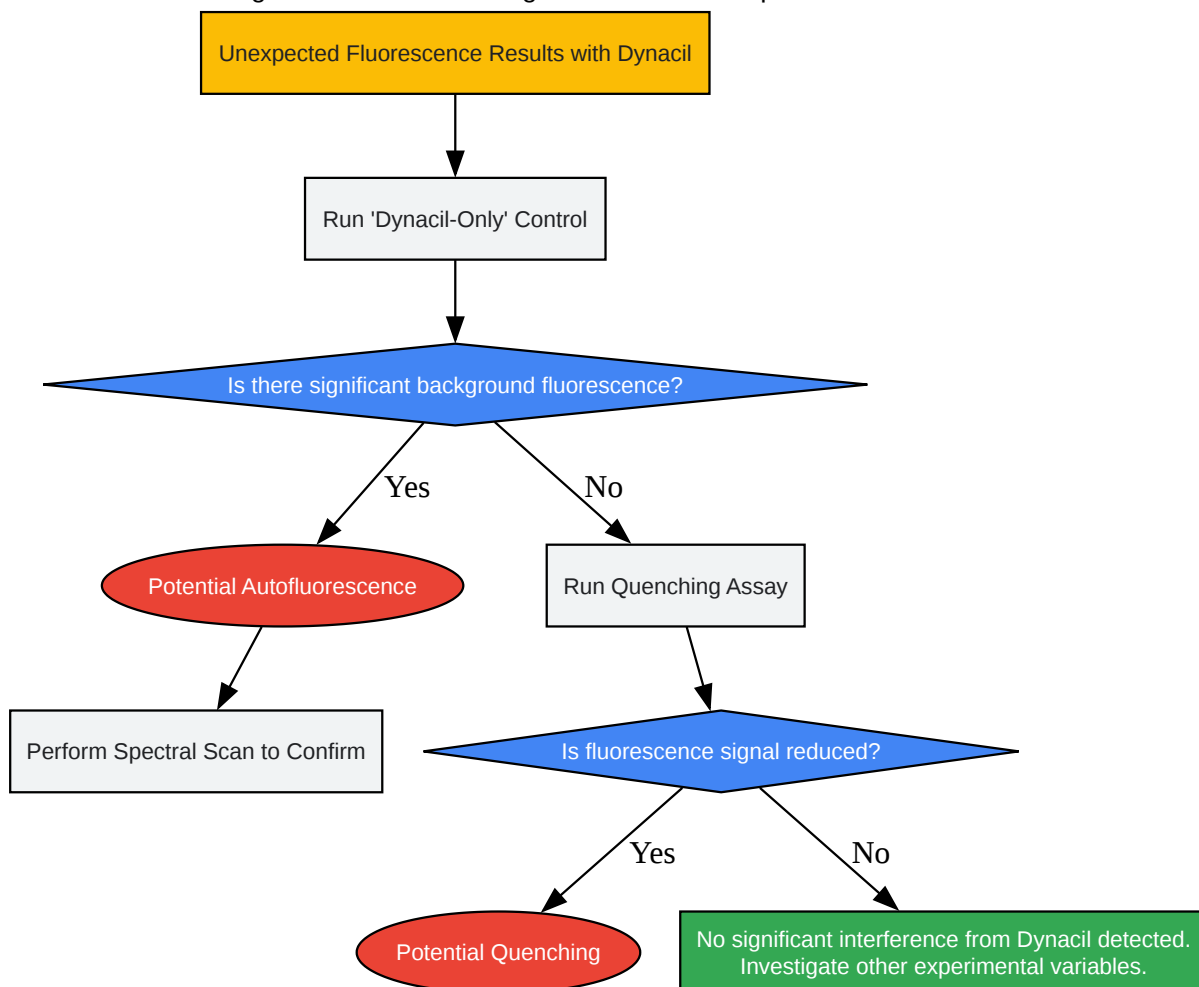 Unexpected Fluorescence Results with Dynacil
Run 'Dynacil-Only' Control
Is there significant background fluorescence?
Yes
No
Potential Autofluorescence
Run Quenching Assay
Perform Spectral Scan to Confirm
Is fluorescence signal reduced?
Yes
No
Potential Quenching
No significant interference from Dynacil detected.
Investigate other experimental variables.